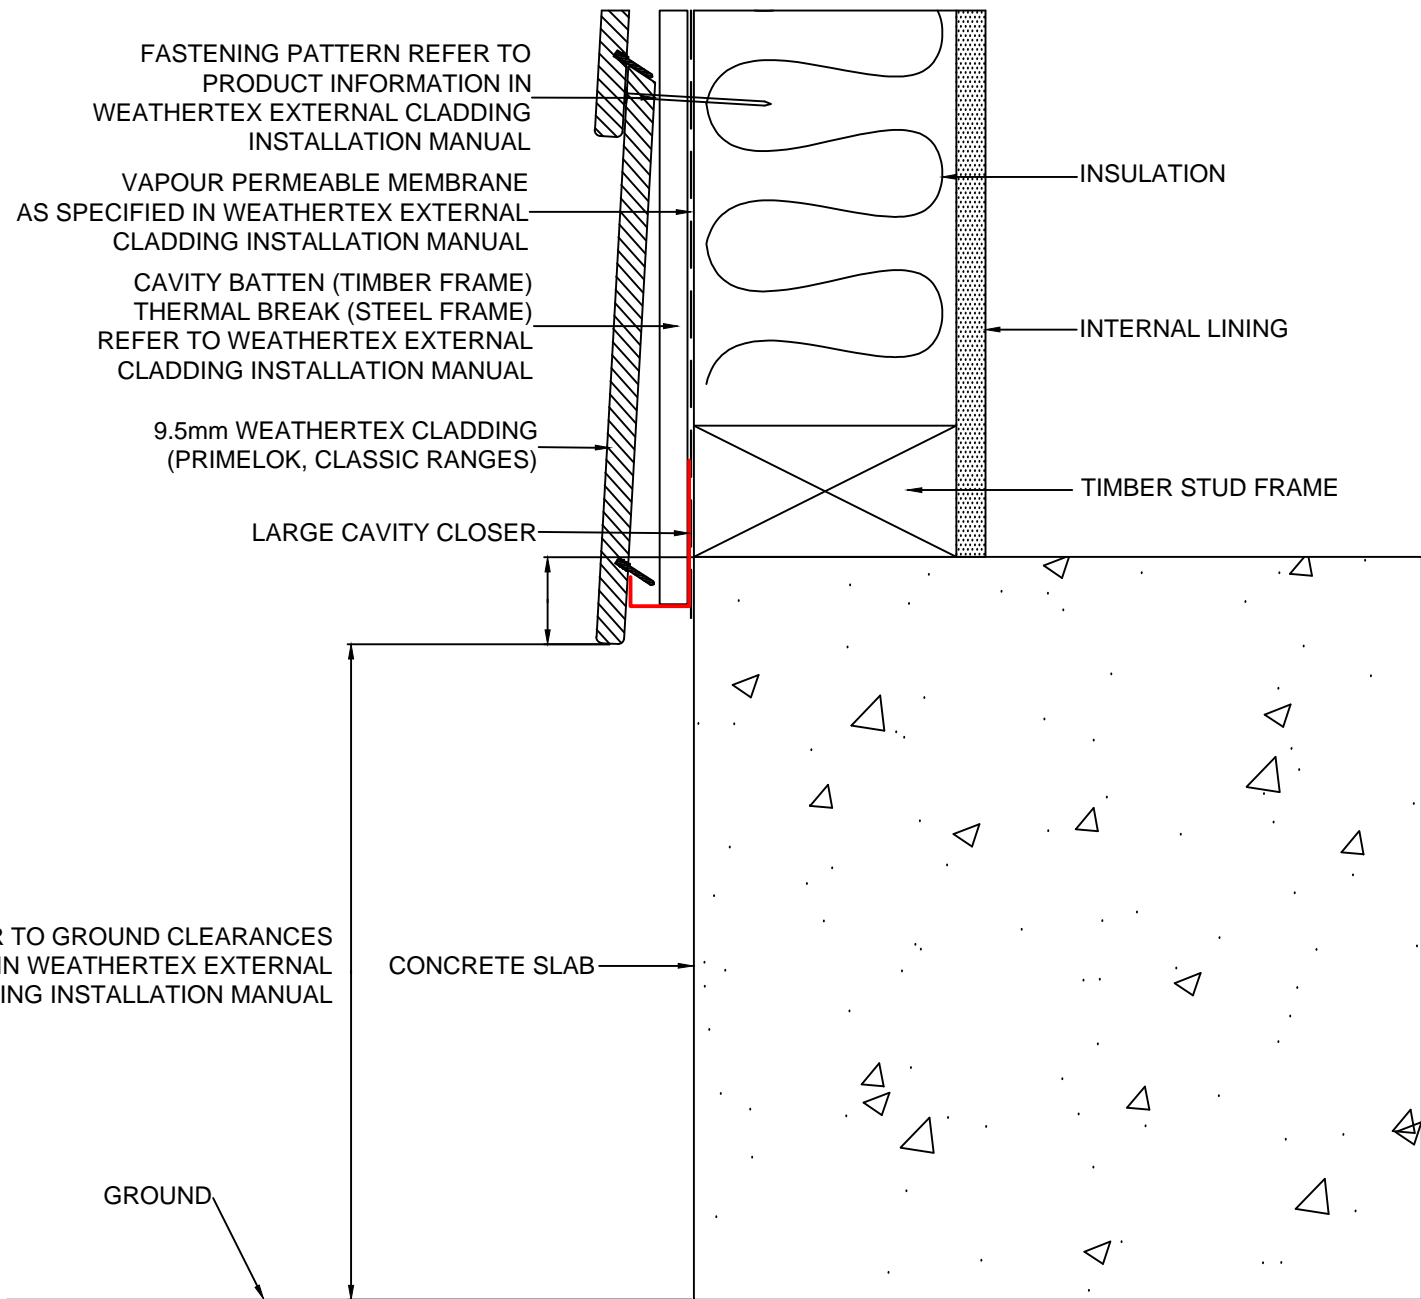 FASTENING PATTERN REFER TO
PRODUCT INFORMATION IN
WEATHERTEX EXTERNAL CLADDING
INSTALLATION MANUAL
VAPOUR PERMEABLE MEMBRANE
AS SPECIFIED IN WEATHERTEX EXTERNAL
CLADDING INSTALLATION MANUAL
CAVITY BATTEN (TIMBER FRAME)
THERMAL BREAK (STEEL FRAME)
REFER TO WEATHERTEX EXTERNAL
CLADDING INSTALLATION MANUAL
9.5mm WEATHERTEX CLADDING
(PRIMELOK, CLASSIC RANGES)
LARGE CAVITY CLOSER
INSULATION
INTERNAL LINING
TIMBER STUD FRAME
TO GROUND CLEARANCES
IN WEATHERTEX EXTERNAL
INSTALLATION MANUAL
CONCRETE SLAB
GROUND